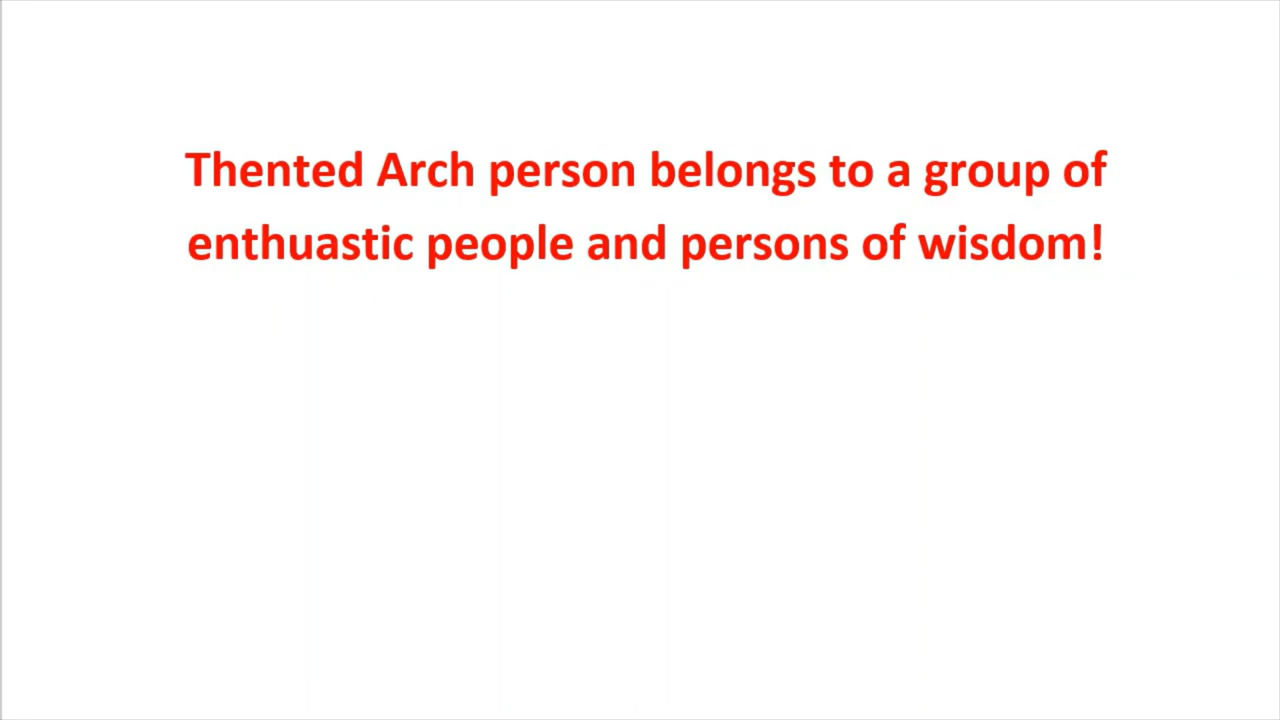 Thented Arch person belongs to a group of
enthuastic people and persons of wisdom!